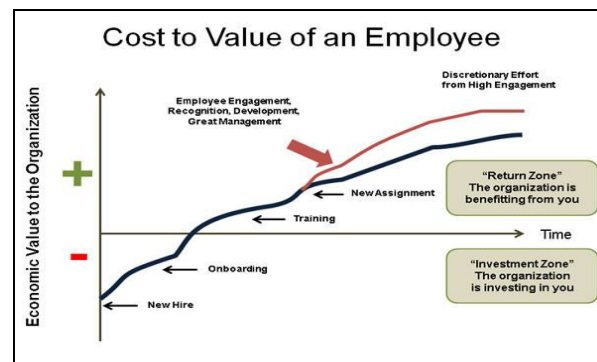 Cost to Value of an Employee
Economic Value to the Organization
+
-
Discretionary Effort
from High Engagement
Employee Engagement,
Recognition, Development,
Great Management
New Assignment
Training
Onboarding
New Hire
"Return Zone"
The organization is
benefitting from you
Time
"Investment Zone"
The organization
is investing in you